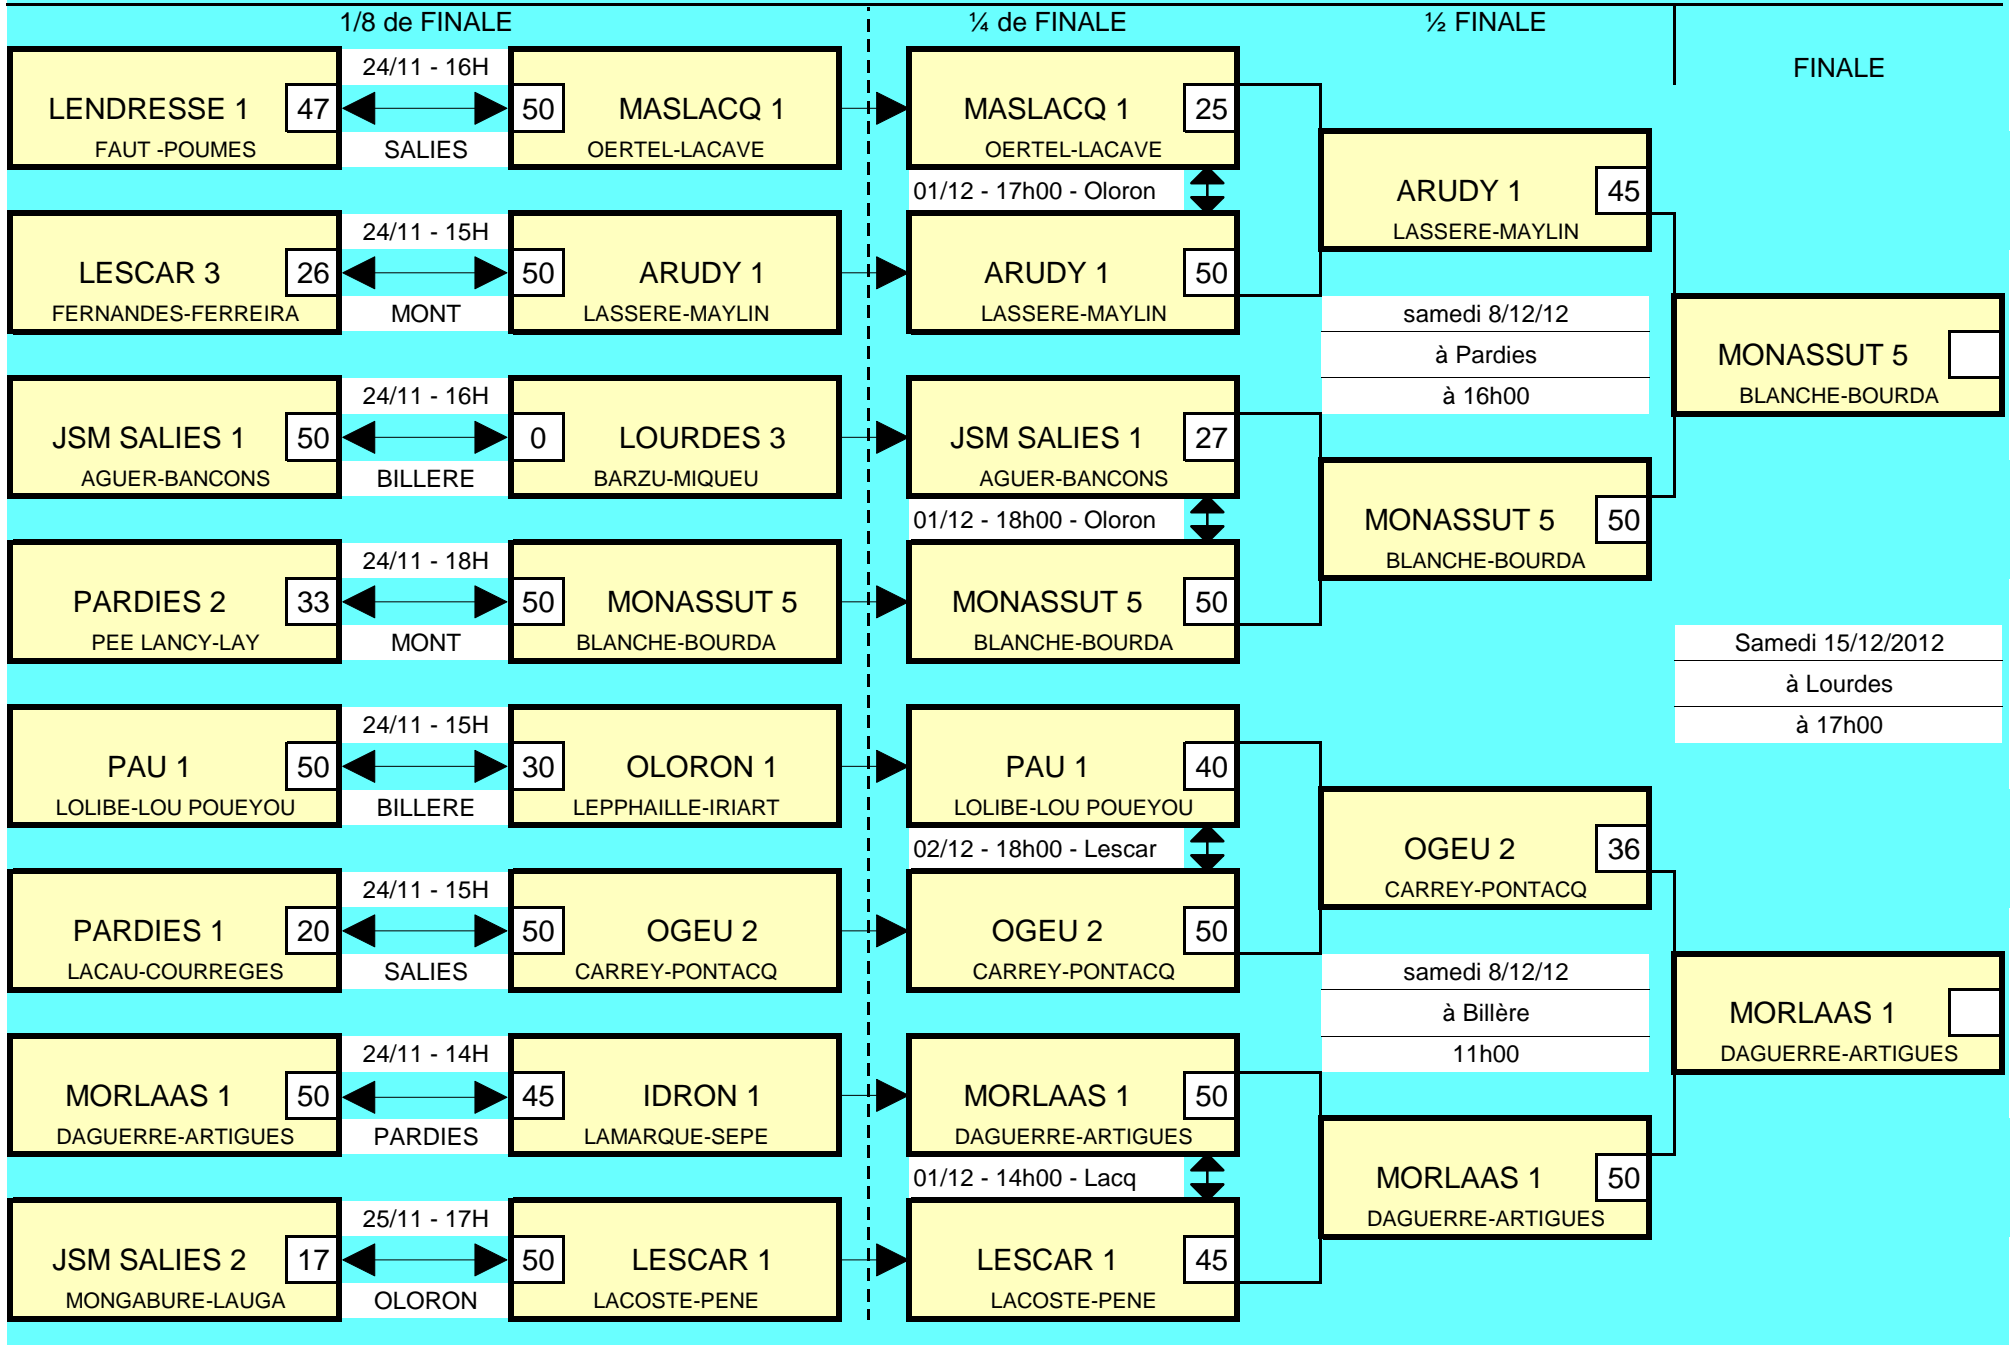 1/8 de FINALE
¼ de FINALE
½ FINALE
FINALE
24/11 - 16H
LENDRESSE 1 47 50 MASLACQ 1
FAUT -POUMES SALIES OERTEL-LACAVE
24/11 - 15H
LESCAR 3 26 50 ARUDY 1
FERNANDES-FERREIRA MONT LASSERE-MAYLIN
24/11 - 16H
JSM SALIES 1 50 0 LOURDES 3
AGUER-BANCONS BILLERE BARZU-MIQUEU
24/11 - 18H
PARDIES 2 33 50 MONASSUT 5
PEE LANCY-LAY MONT BLANCHE-BOURDA
24/11 - 15H
PAU 1 50 30 OLORON 1
LOLIBE-LOU POUEYOU BILLERE LEPPHAILLE-IRIART
24/11 - 15H
PARDIES 1 20 50 OGEU 2
LACAU-COURREGES SALIES CARREY-PONTACQ
24/11 - 14H
MORLAAS 1 50 45 IDRON 1
DAGUERRE-ARTIGUES PARDIES LAMARQUE-SEPE
25/11 - 17H
JSM SALIES 2 17 50 LESCAR 1
MONGABURE-LAUGA OLORON LACOSTE-PENE
MASLACQ 1 25
OERTEL-LACAVE
01/12 - 17h00 - Oloron
ARUDY 1 50
LASSERE-MAYLIN
JSM SALIES 1 27
AGUER-BANCONS
01/12 - 18h00 - Oloron
MONASSUT 5 50
BLANCHE-BOURDA
PAU 1 40
LOLIBE-LOU POUEYOU
02/12 - 18h00 - Lescar
OGEU 2 50
CARREY-PONTACQ
MORLAAS 1 50
DAGUERRE-ARTIGUES
01/12 - 14h00 - Lacq
LESCAR 1 45
LACOSTE-PENE
ARUDY 1 45
LASSERE-MAYLIN
samedi 8/12/12
à Pardies
à 16h00
MONASSUT 5 50
BLANCHE-BOURDA
OGEU 2 36
CARREY-PONTACQ
samedi 8/12/12
à Billère
11h00
MORLAAS 1 50
DAGUERRE-ARTIGUES
MONASSUT 5
BLANCHE-BOURDA
Samedi 15/12/2012
à Lourdes
à 17h00
MORLAAS 1
DAGUERRE-ARTIGUES